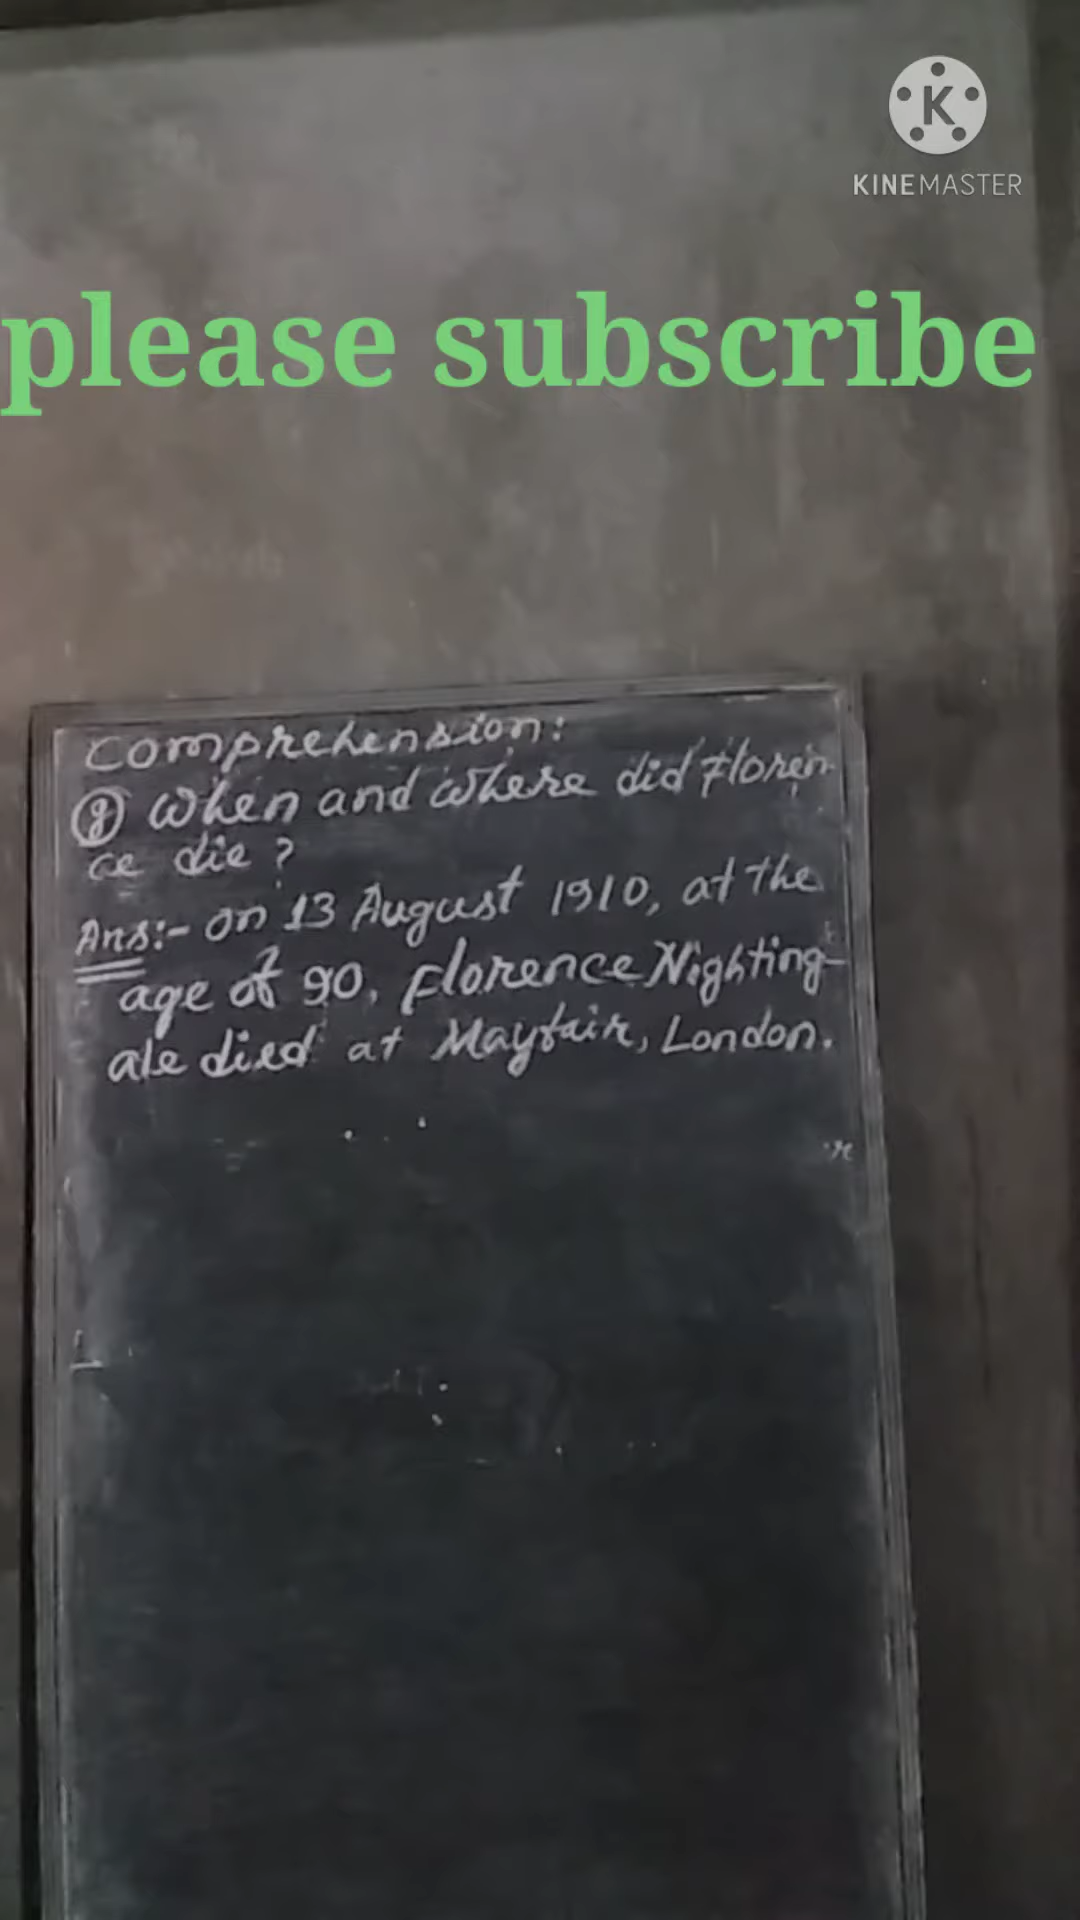 KINEMASTER
please subscribe
Comprehension:
(g) When and where did Floren-
ce die ?
Ans:- on 13 August 1910, at the
age of 90, Florence Nighting-
ale died at Mayfair, London.